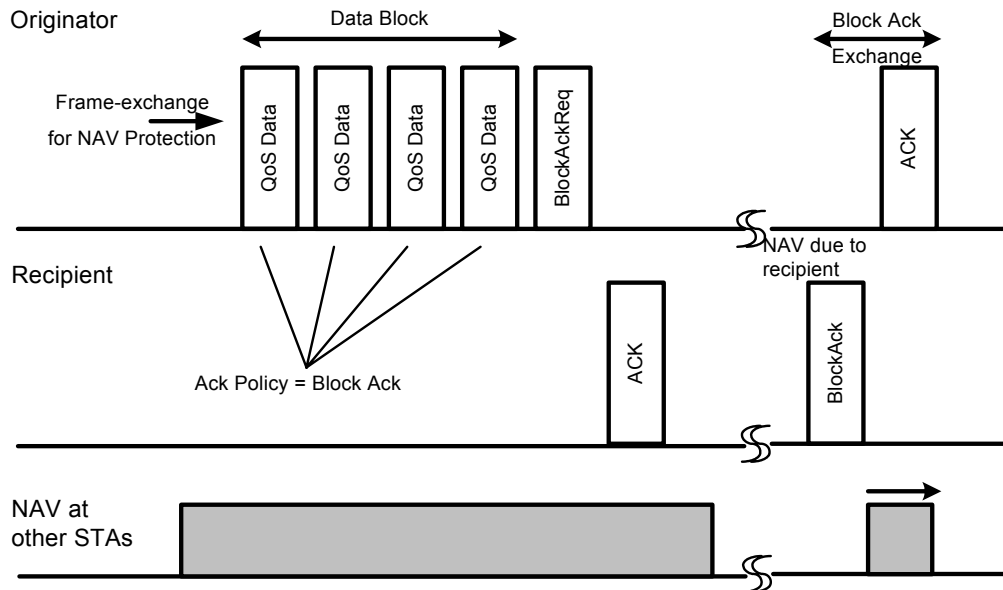 Originator
Data Block
Block Ack
Exchange
Frame-exchange
for NAV Protection
QoS Data
QoS Data
QoS Data
QoS Data
BlockAckReq
ACK
NAV due to
recipient
Recipient
Ack Policy = Block Ack
ACK
BlockAck
NAV at
other STAs